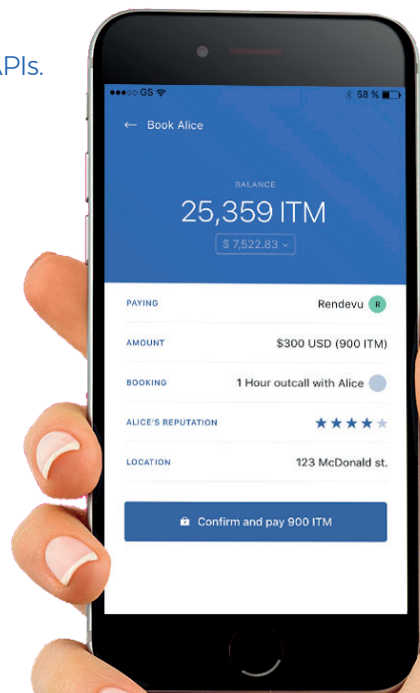 APIs.
GS 58 %
← Book Alice
BALANCE
25,359 ITM
$ 7,522.83
PAYING Rendevu R
AMOUNT $300 USD (900 ITM)
BOOKING 1 Hour outcall with Alice
ALICE'S REPUTATION ★★★★★
LOCATION 123 McDonald st.
Confirm and pay 900 ITM